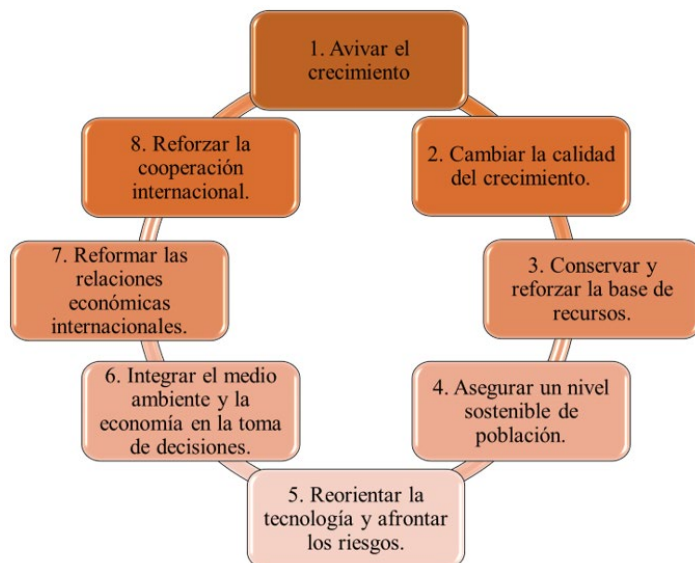 1. Avivar el
crecimiento
2. Cambiar la calidad
del crecimiento.
3. Conservar y
reforzar la base de
recursos.
4. Asegurar un nivel
sostenible de
población.
5. Reorientar la
tecnología y afrontar
los riesgos.
6. Integrar el medio
ambiente y la
economía en la toma
de decisiones.
7. Reformar las
relaciones
económicas
internacionales.
8. Reforzar la
cooperación
internacional.